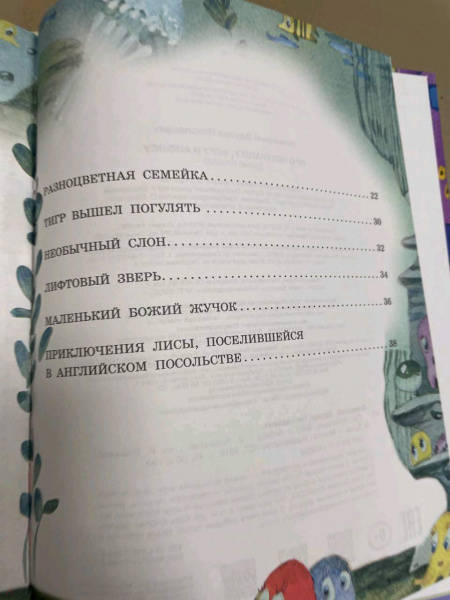 РАЗНОЦВЕТНАЯ СЕМЕЙКА.......................22
ТИГР ВЫШЕЛ ПОГУЛЯТЬ.......................30
НЕОБЫЧНЫЙ СЛОН..............................32
ЛИФТОВЫЙ ЗВЕРЬ..............................34
МАЛЕНЬКИЙ БОЖИЙ ЖУЧОК....................36
ПРИКЛЮЧЕНИЯ ЛИСЫ, ПОСЕЛИВШЕЙСЯ
В АНГЛИЙСКОМ ПОСОЛЬСТВЕ....................38